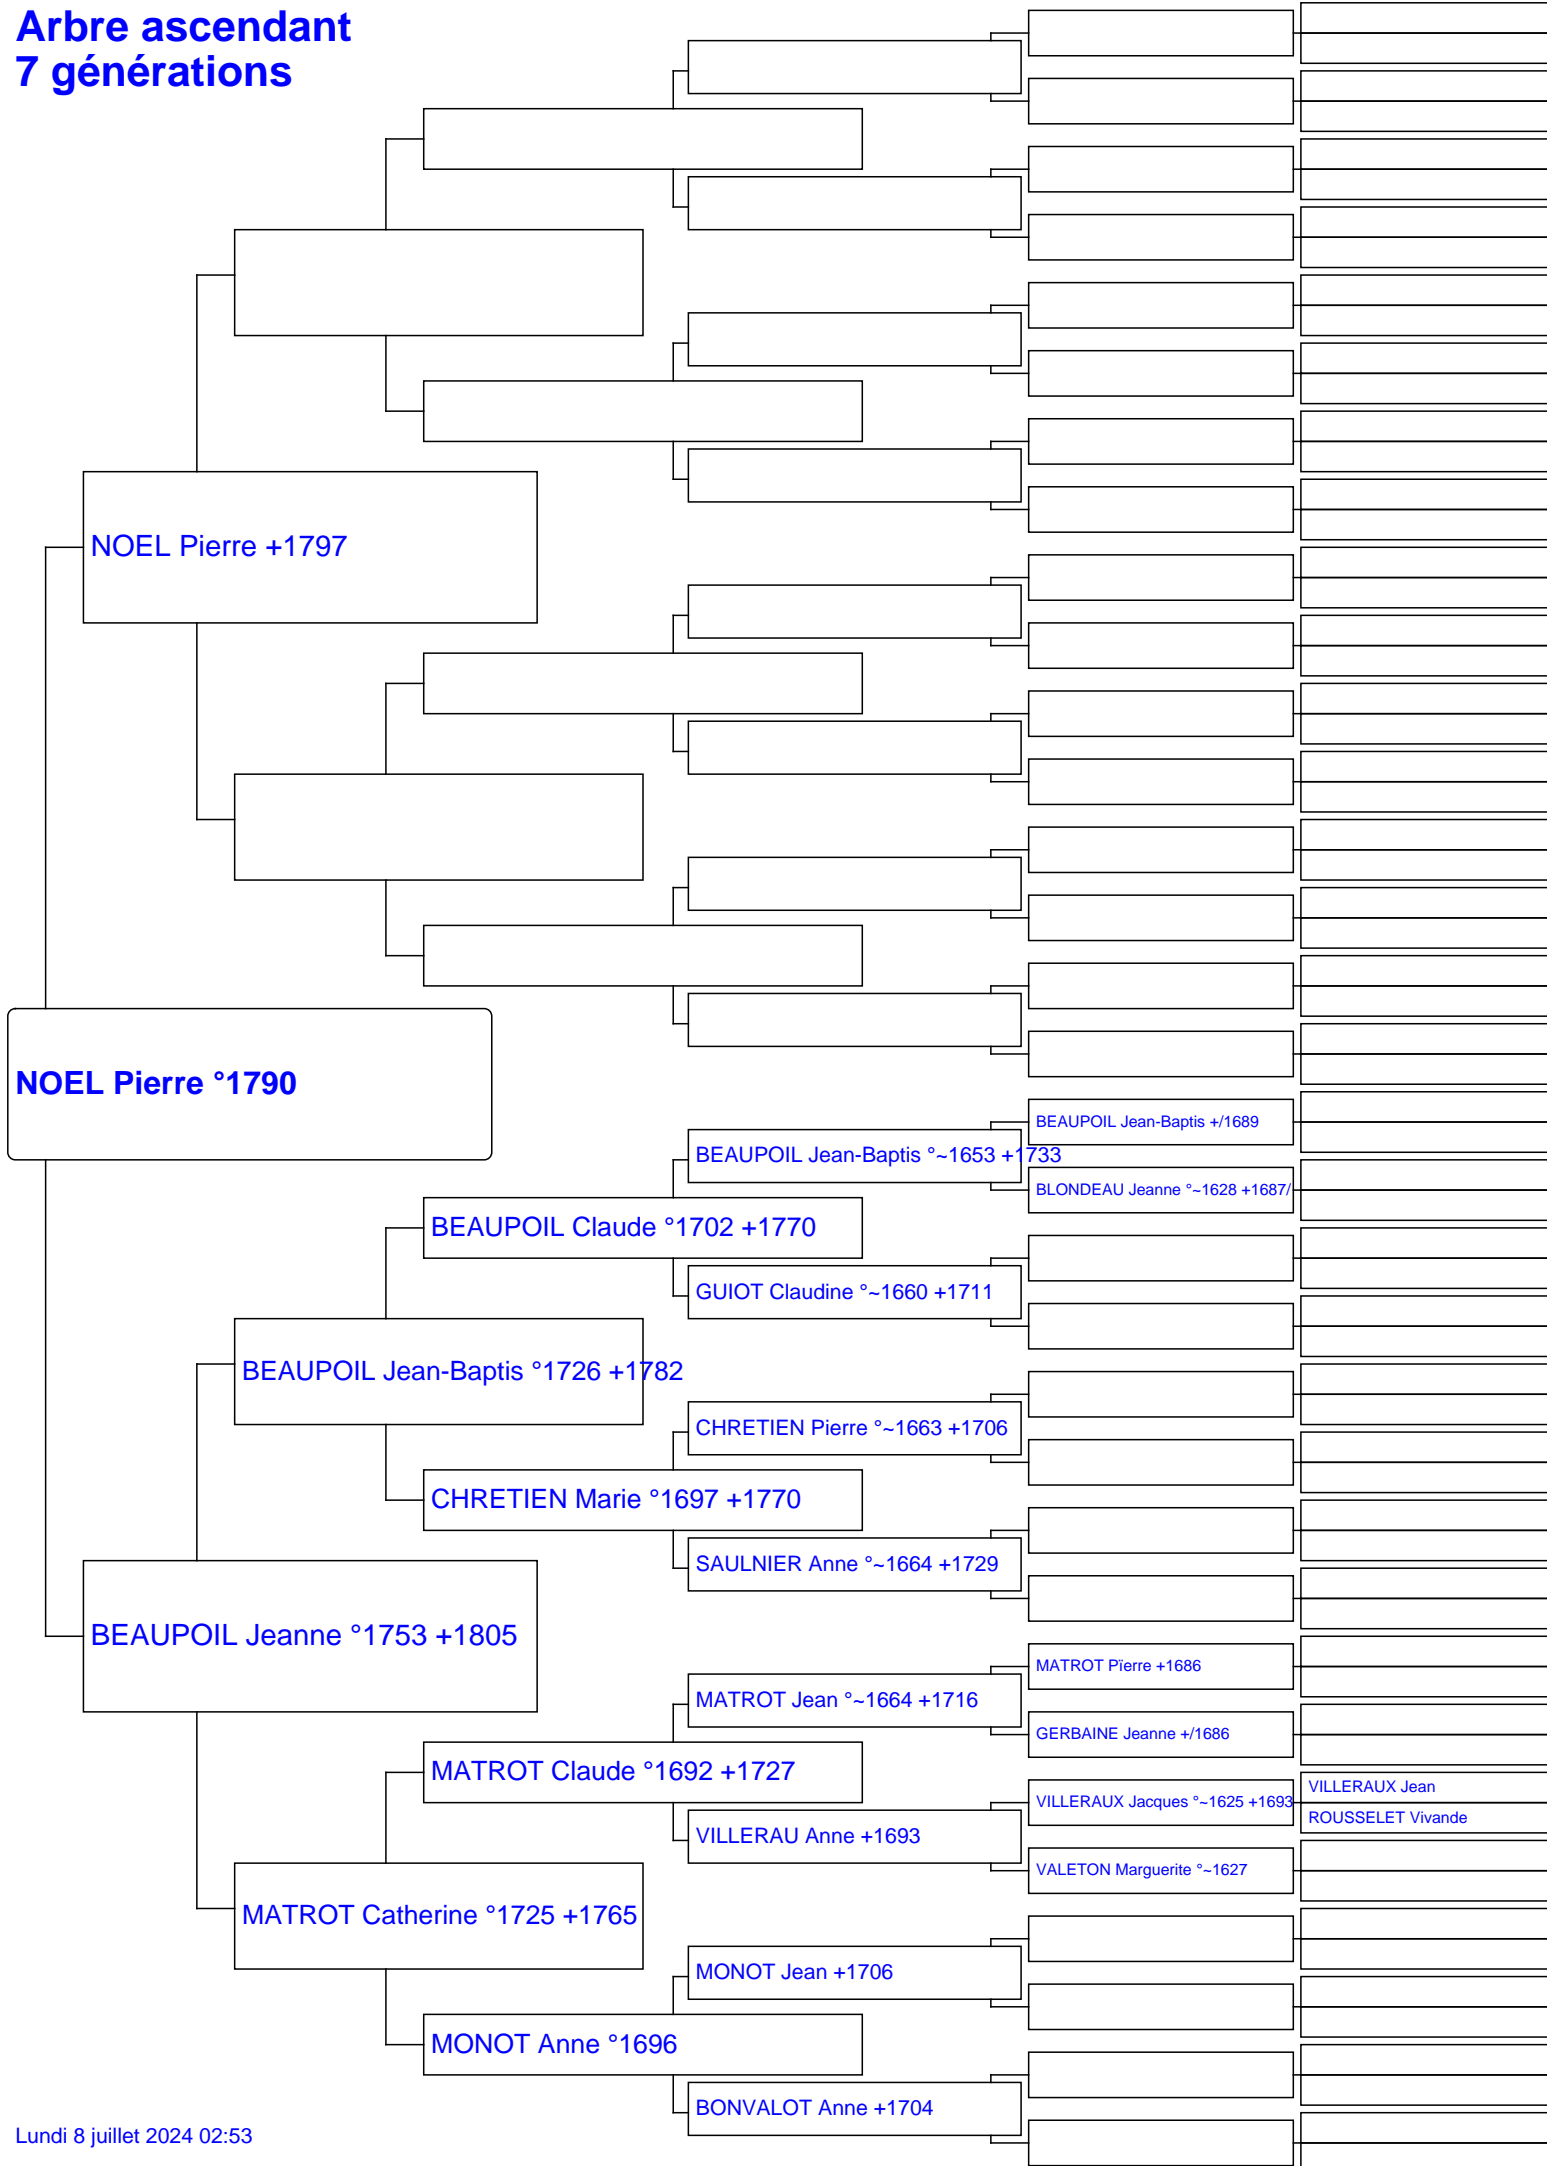 Arbre ascendant
7 générations
NOEL Pierre +1797
NOEL Pierre °1790
BEAUPOIL Jean-Baptis +/1689
BEAUPOIL Jean-Baptis °~1653 +1733
BLONDEAU Jeanne °~1628 +1687/
BEAUPOIL Claude °1702 +1770
GUIOT Claudine °~1660 +1711
BEAUPOIL Jean-Baptis °1726 +1782
CHRETIEN Pierre °~1663 +1706
CHRETIEN Marie °1697 +1770
SAULNIER Anne °~1664 +1729
BEAUPOIL Jeanne °1753 +1805
MATROT Pïerre +1686
MATROT Jean °~1664 +1716
GERBAINE Jeanne +/1686
MATROT Claude °1692 +1727
VILLERAUX Jean
VILLERAUX Jacques °~1625 +1693
ROUSSELET Vivande
VILLERAU Anne +1693
VALETON Marguerite °~1627
MATROT Catherine °1725 +1765
MONOT Jean +1706
MONOT Anne °1696
BONVALOT Anne +1704
Lundi 8 juillet 2024 02:53